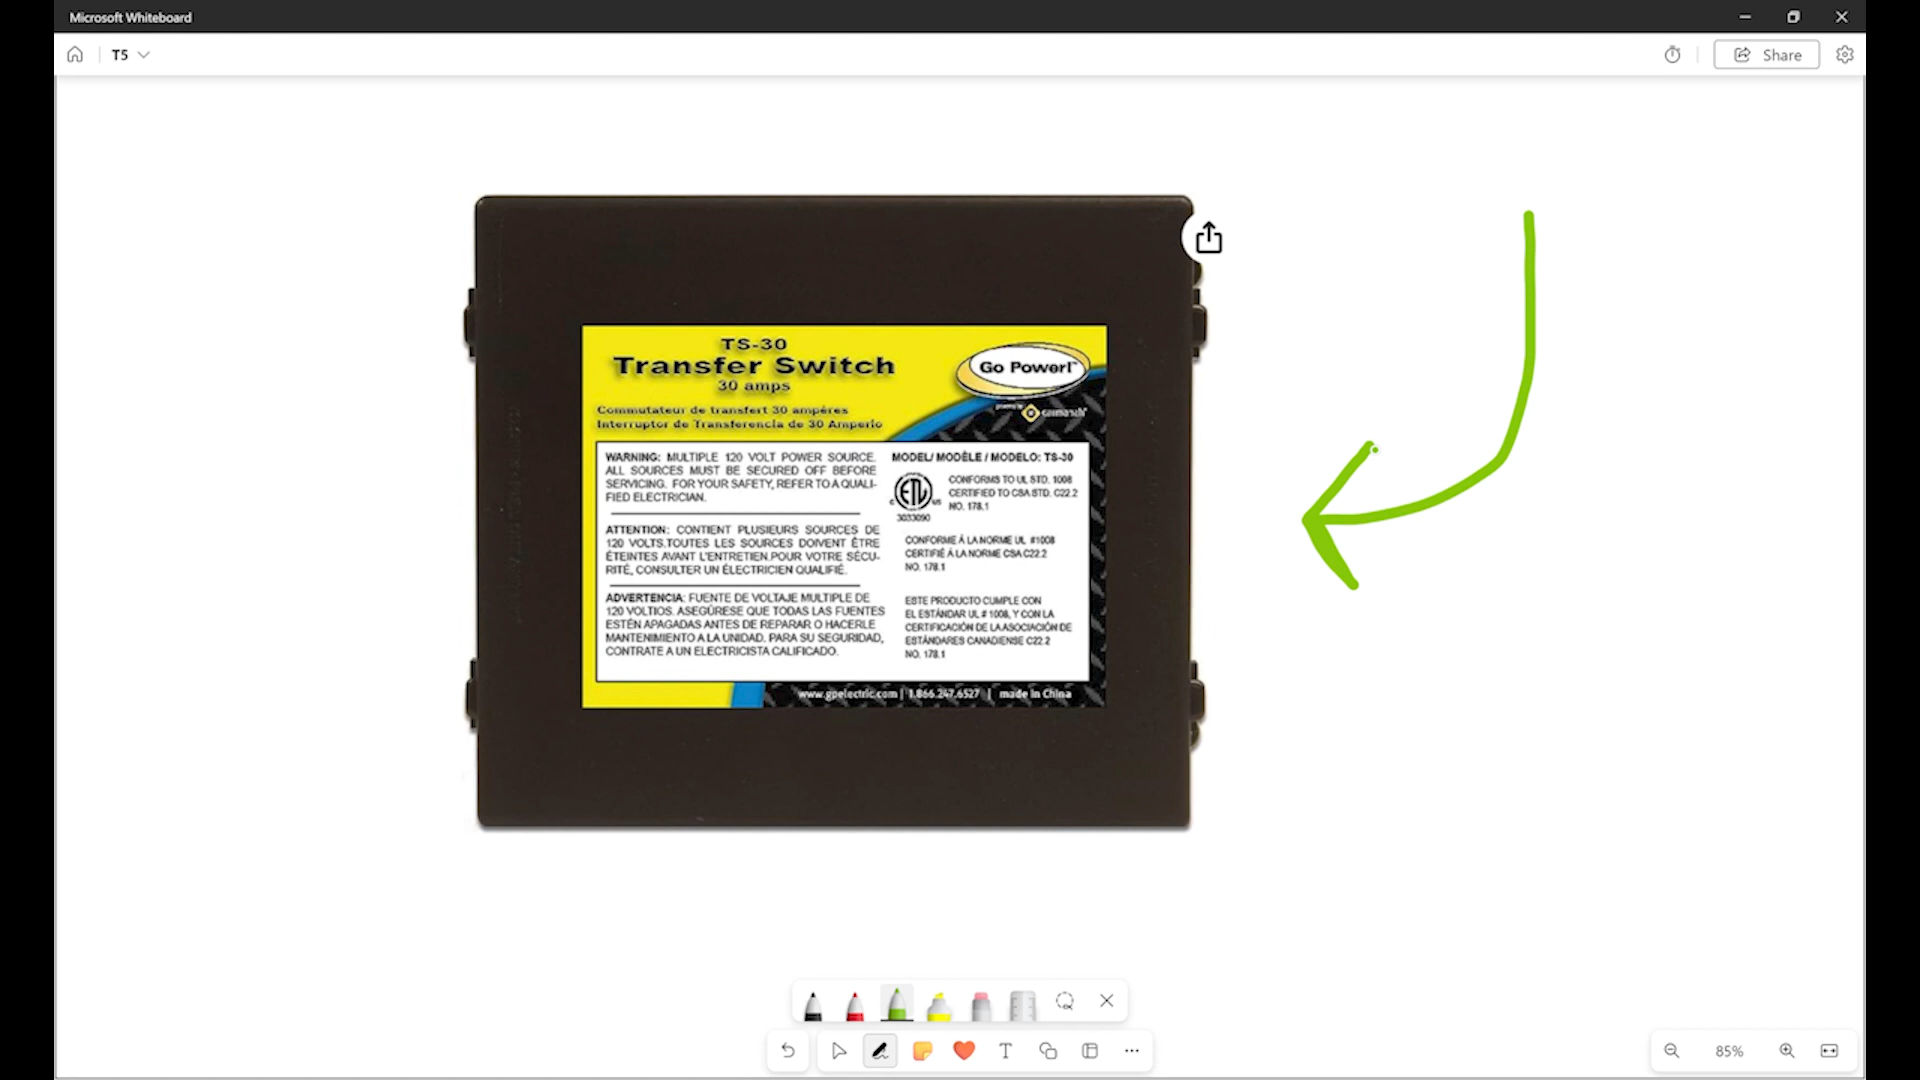 Microsoft Whiteboard
T5
Share
TS-30
Transfer Switch
30 amps
Commutateur de transfert 30 ampères
Interruptor de Transferencia de 30 Amperio
Go Power!™
WARNING: MULTIPLE 120 VOLT POWER SOURCE.
ALL SOURCES MUST BE SECURED OFF BEFORE
SERVICING. FOR YOUR SAFETY, REFER TO A QUALI-
FIED ELECTRICIAN.
ATTENTION: CONTIENT PLUSIEURS SOURCES DE
120 VOLTS.TOUTES LES SOURCES DOIVENT ÊTRE
ÉTEINTES AVANT L'ENTRETIEN.POUR VOTRE SÉCU-
RITÉ, CONSULTER UN ÉLECTRICIEN QUALIFIÉ.
ADVERTENCIA: FUENTE DE VOLTAJE MULTIPLE DE
120 VOLTIOS. ASEGÚRESE QUE TODAS LAS FUENTES
ESTÉN APAGADAS ANTES DE REPARAR O HACERLE
MANTENIMIENTO A LA UNIDAD. PARA SU SEGURIDAD,
CONTRATE A UN ELECTRICISTA CALIFICADO.
MODEL/ MODÈLE / MODELO: TS-30
C ETL US
3033090
CONFORMS TO UL STD. 1008
CERTIFIED TO CSA STD. C22.2
NO. 178.1
CONFORME À LA NORME UL #1008
CERTIFIÉ À LA NORME CSA C22.2
NO. 178.1
ESTE PRODUCTO CUMPLE CON
EL ESTÁNDAR UL # 1008, Y CON LA
CERTIFICACIÓN DE LA ASOCIACIÓN DE
ESTÁNDARES CANADIENSE C22.2
NO. 178.1
www.gpelectric.com | 1.866.247.6527 | made in China
T
85%